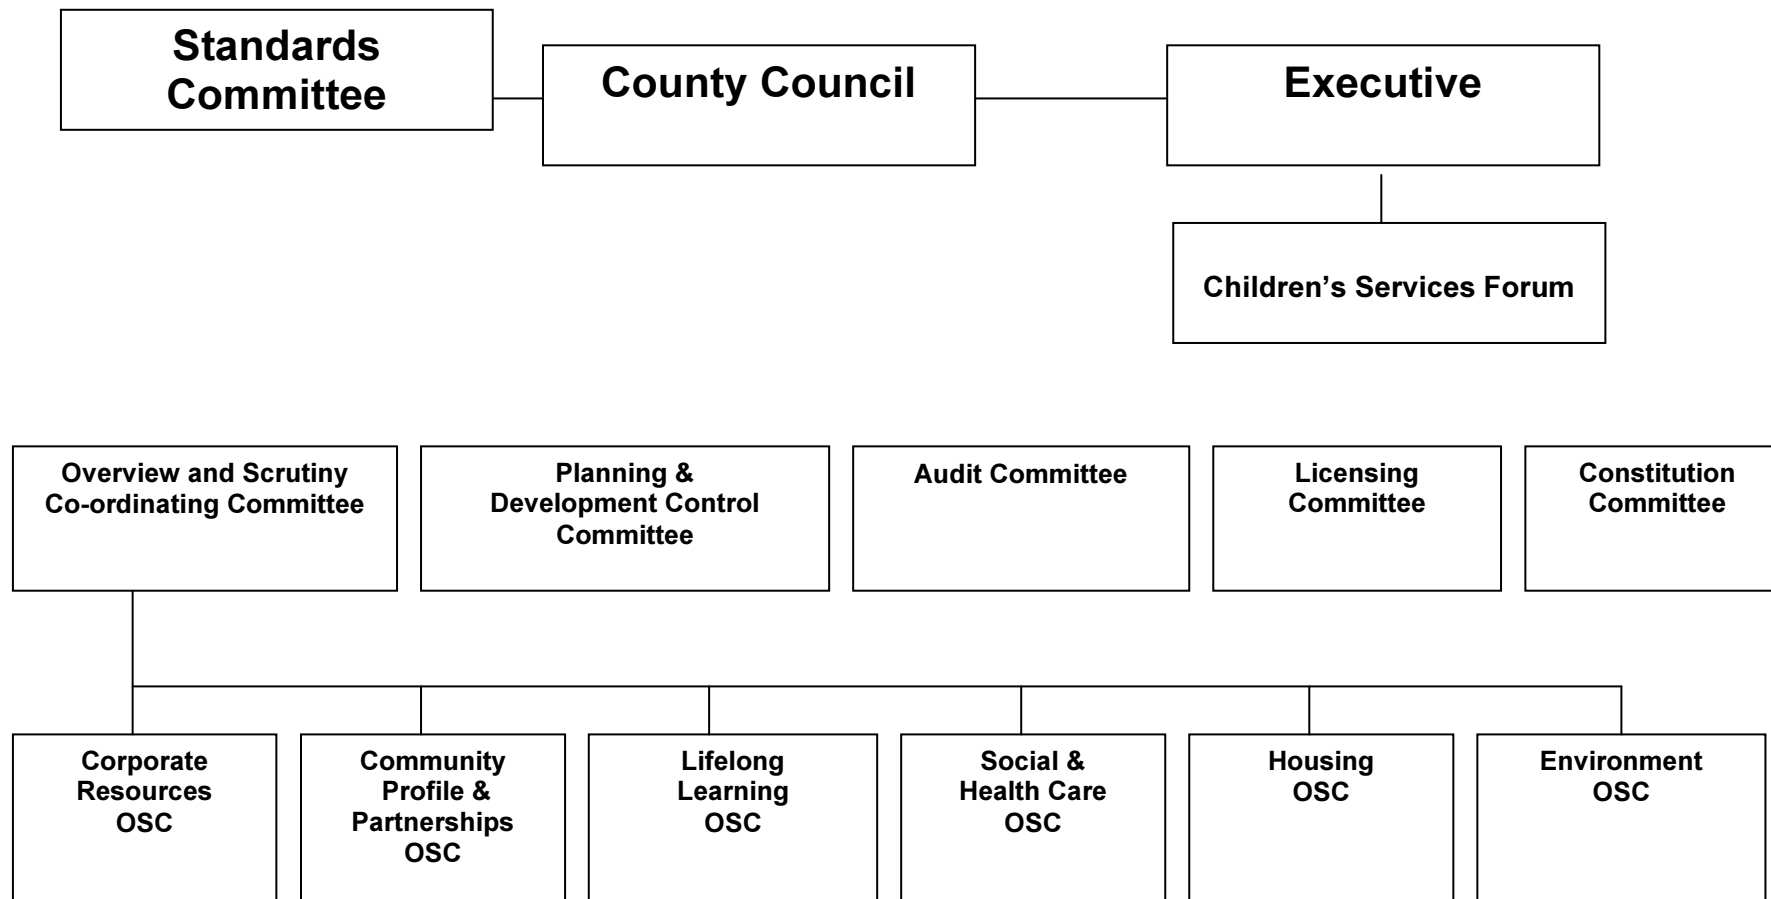 Standards
Committee
County Council
Executive
Children’s Services Forum
Overview and Scrutiny
Co-ordinating Committee
Planning &
Development Control
Committee
Audit Committee
Licensing
Committee
Constitution
Committee
Corporate
Resources
OSC
Community
Profile &
Partnerships
OSC
Lifelong
Learning
OSC
Social &
Health Care
OSC
Housing
OSC
Environment
OSC